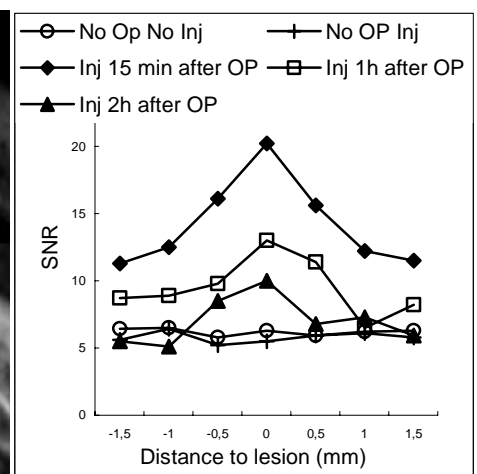 No Op No Inj No OP Inj
Inj 15 min after OP Inj 1h after OP
Inj 2h after OP
20
15
10
5
0
SNR
-1,5 -1 -0,5 0 0,5 1 1,5
Distance to lesion (mm)